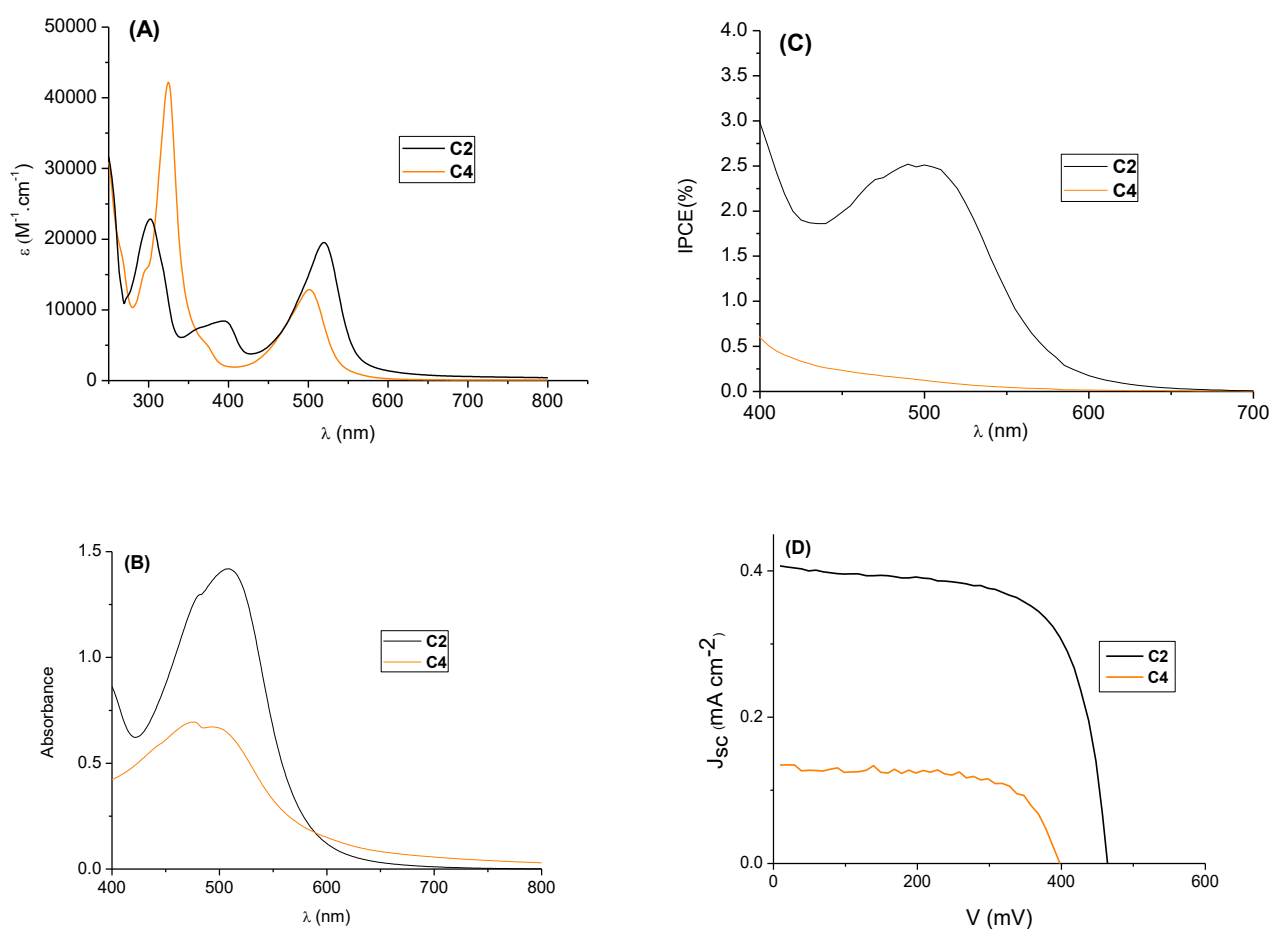 (A)
50000
40000
30000
20000
10000
0
ε (M⁻¹.cm⁻¹)
300 400 500 600 700 800
λ (nm)
C2
C4
(C)
4.0
3.5
3.0
2.5
2.0
1.5
1.0
0.5
0.0
IPCE(%)
400 500 600 700
λ (nm)
C2
C4
(B)
1.5
1.0
0.5
0.0
Absorbance
400 500 600 700 800
λ (nm)
C2
C4
(D)
0.4
0.2
0.0
JSC (mA cm-2)
0 200 400 600
V (mV)
C2
C4